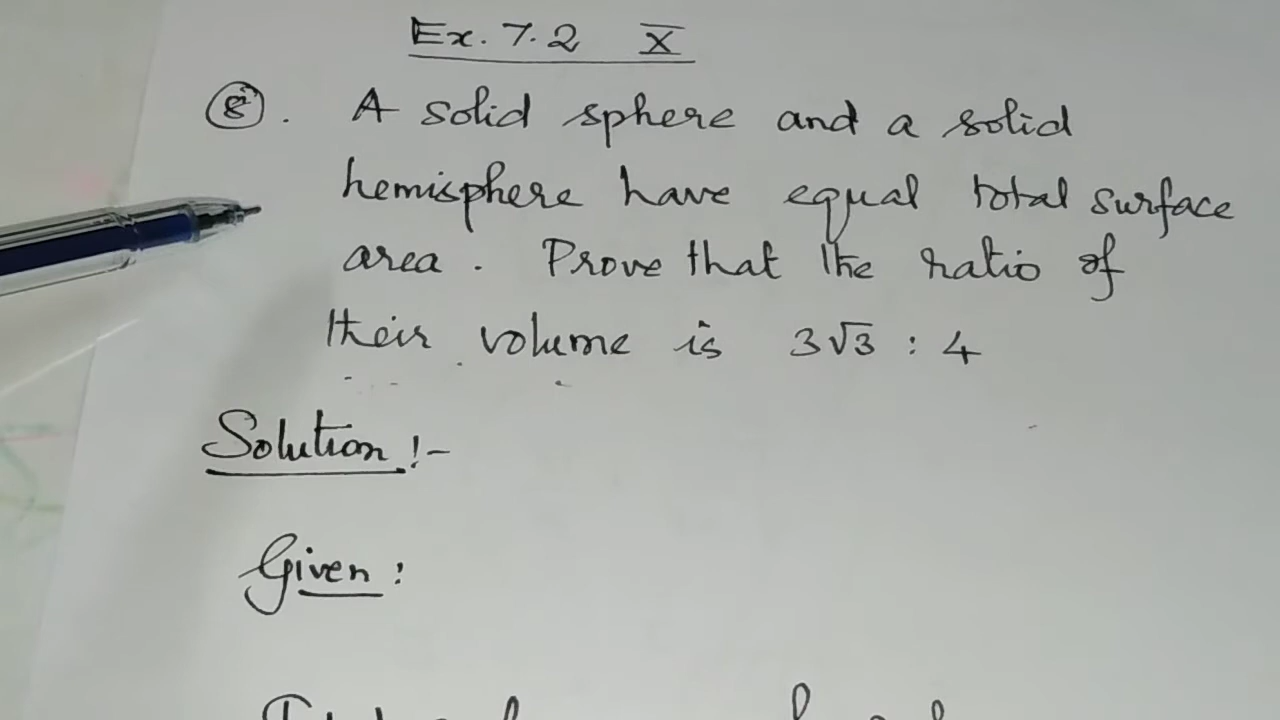 Ex. 7.2 X
8. A solid sphere and a solid
hemisphere have equal total surface
area. Prove that the ratio of
their volume is 3√3 : 4
Solution :-
Given :